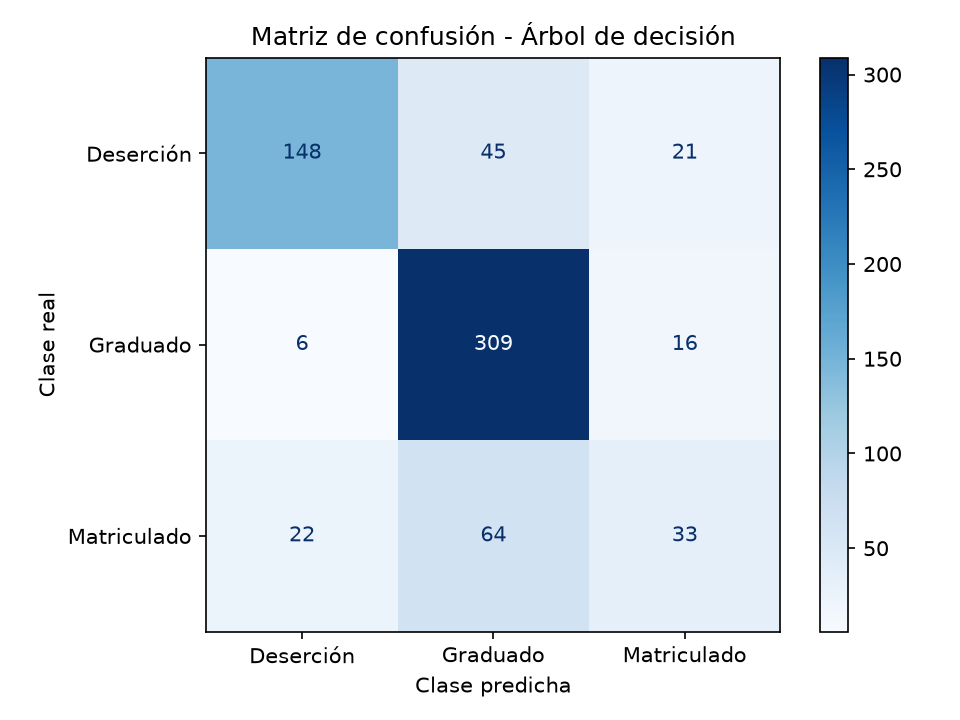 Matriz de confusión - Árbol de decisión
300
250
200
150
100
50
Clase real
Deserción
148
45
21
Graduado
6
309
16
Matriculado
22
64
33
Deserción
Graduado
Matriculado
Clase predicha